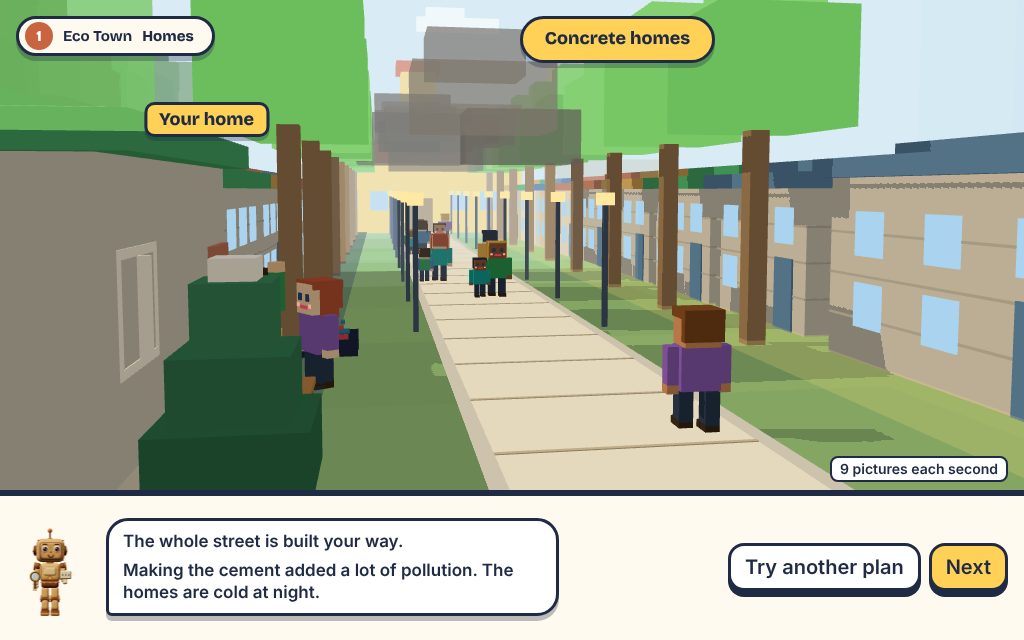 1 Eco Town Homes
Concrete homes
Your home
9 pictures each second
The whole street is built your way.
Making the cement added a lot of pollution. The
homes are cold at night.
Try another plan
Next